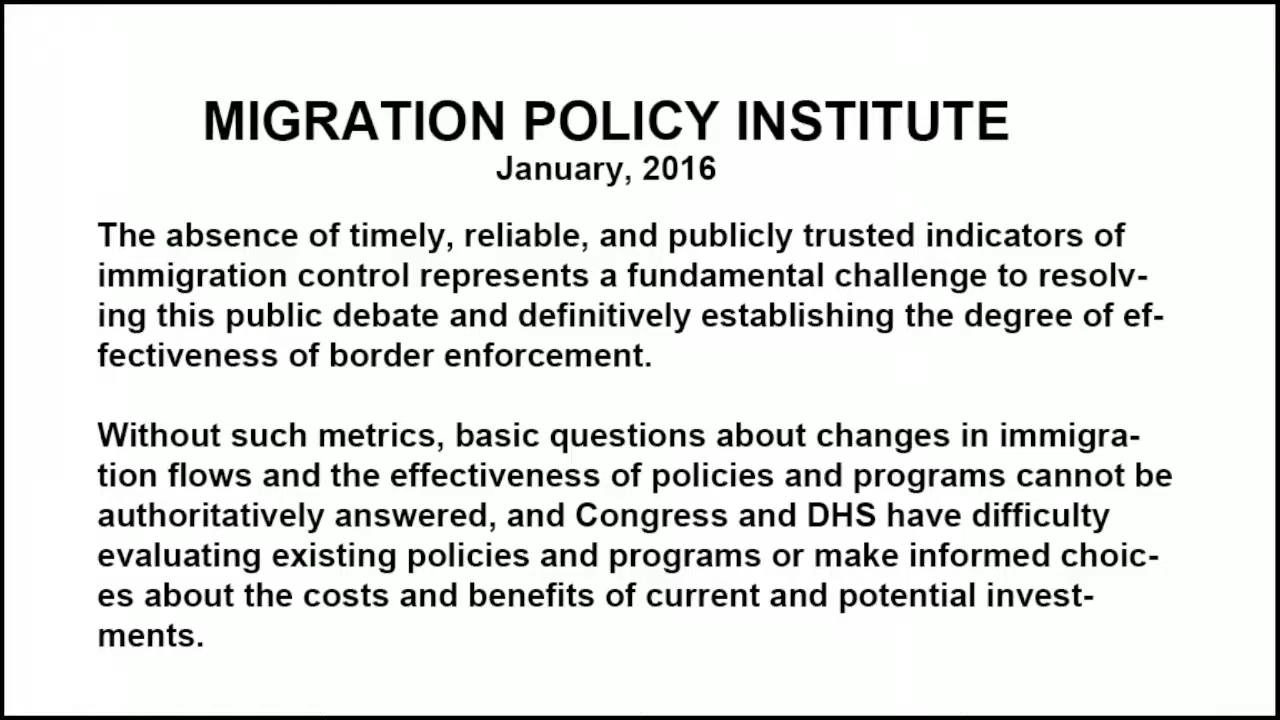 MIGRATION POLICY INSTITUTE
January, 2016
The absence of timely, reliable, and publicly trusted indicators of
immigration control represents a fundamental challenge to resolv-
ing this public debate and definitively establishing the degree of ef-
fectiveness of border enforcement.
Without such metrics, basic questions about changes in immigra-
tion flows and the effectiveness of policies and programs cannot be
authoritatively answered, and Congress and DHS have difficulty
evaluating existing policies and programs or make informed choic-
es about the costs and benefits of current and potential invest-
ments.